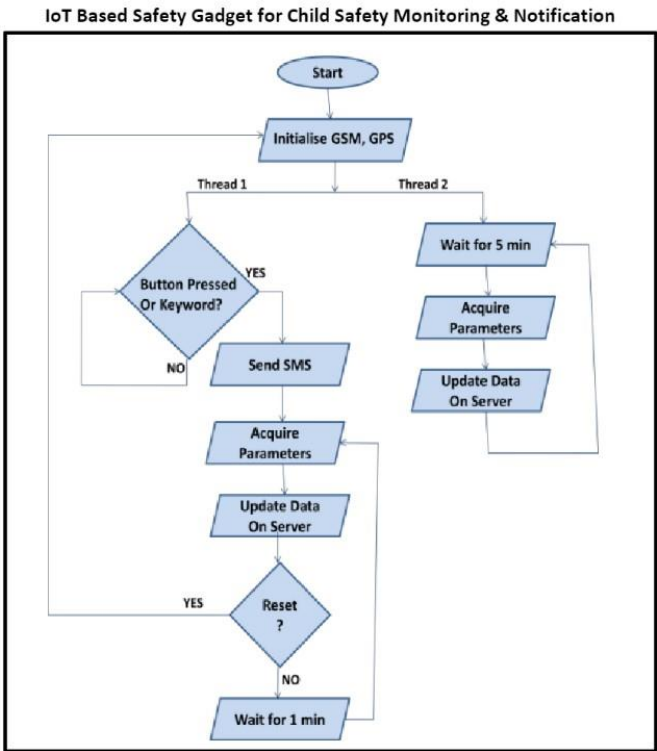 IoT Based Safety Gadget for Child Safety Monitoring & Notification
Start
Initialise GSM, GPS
Thread 1
Thread 2
Button Pressed
Or Keyword?
YES
NO
Send SMS
Acquire
Parameters
Update Data
On Server
Reset
?
YES
NO
Wait for 1 min
Wait for 5 min
Acquire
Parameters
Update Data
On Server